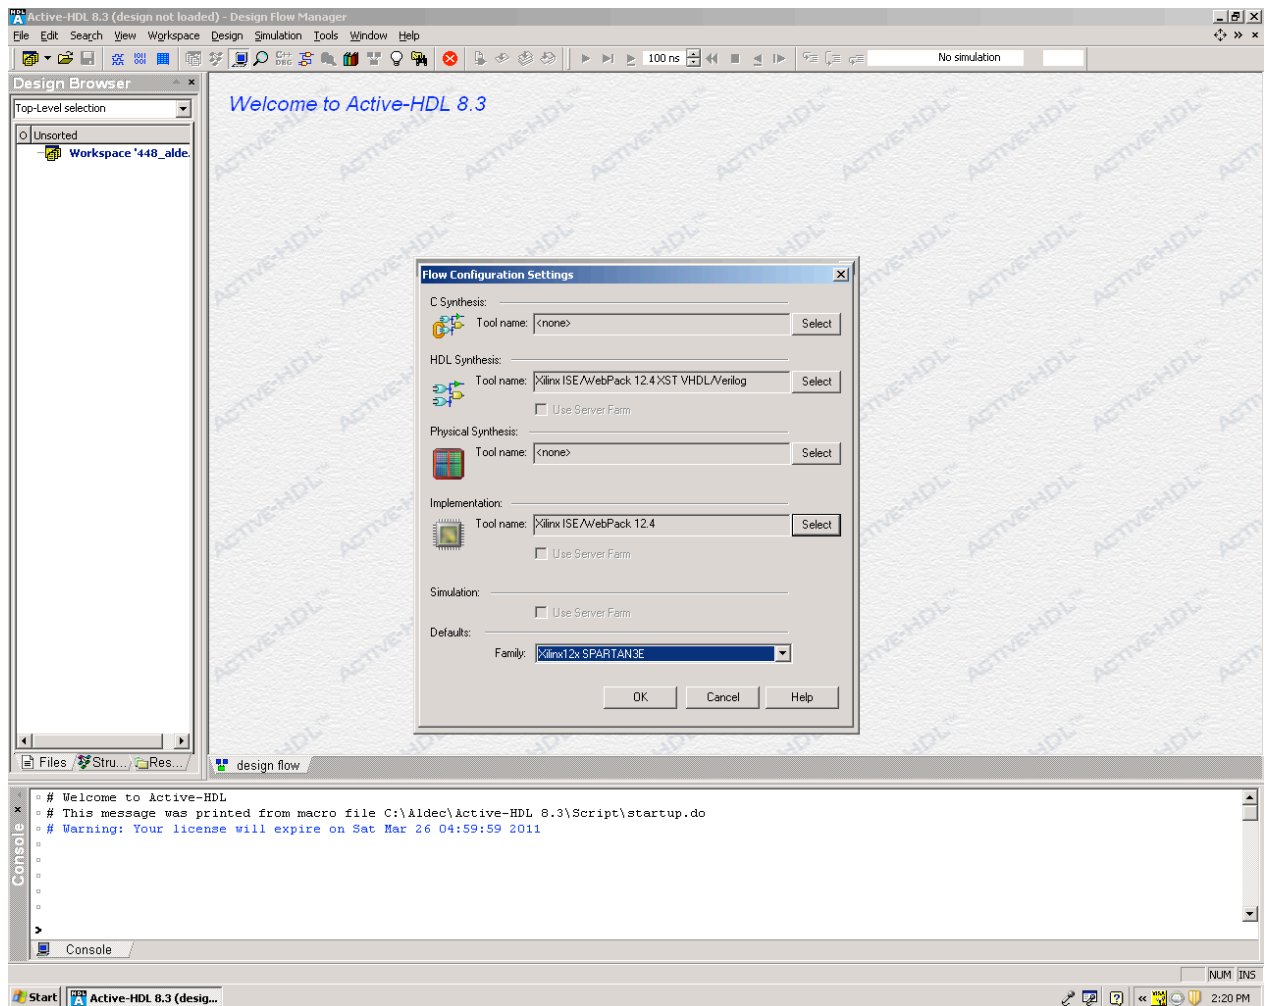 Active-HDL 8.3 (design not loaded) - Design Flow Manager
File Edit Search View Workspace Design Simulation Tools Window Help
100 ns No simulation
Design Browser
Top-Level selection
Unsorted
Workspace '448_alde.
Files Stru... Res...
Welcome to Active-HDL 8.3
Flow Configuration Settings
C Synthesis:
Tool name: <none> Select
HDL Synthesis:
Tool name: Xilinx ISE/WebPack 12.4 XST VHDL/Verilog Select
Use Server Farm
Physical Synthesis:
Tool name: <none> Select
Implementation:
Tool name: Xilinx ISE/WebPack 12.4 Select
Use Server Farm
Simulation:
Use Server Farm
Defaults:
Family: Xilinx12x SPARTAN3E
OK Cancel Help
design flow
# Welcome to Active-HDL
# This message was printed from macro file C:\Aldec\Active-HDL 8.3\Script\startup.do
# Warning: Your license will expire on Sat Mar 26 04:59:59 2011
>
Console
Console
NUM INS
Start Active-HDL 8.3 (desig... 2:20 PM